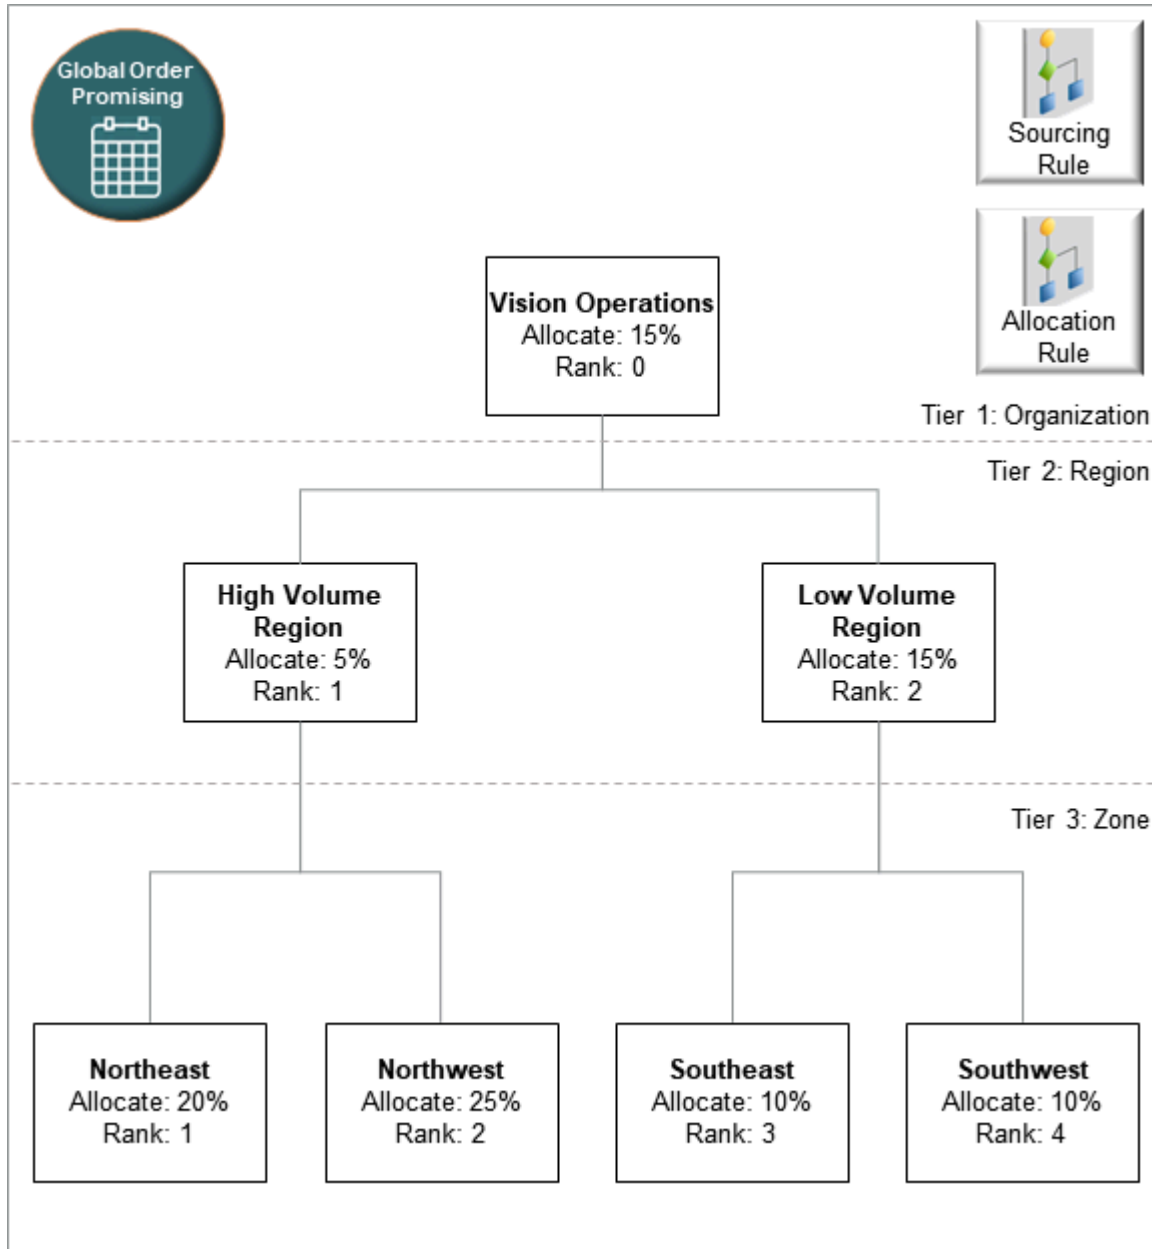 Global Order
Promising
Sourcing
Rule
Allocation
Rule
Vision Operations
Allocate: 15%
Rank: 0
Tier 1: Organization
Tier 2: Region
High Volume
Region
Allocate: 5%
Rank: 1
Low Volume
Region
Allocate: 15%
Rank: 2
Tier 3: Zone
Northeast
Allocate: 20%
Rank: 1
Northwest
Allocate: 25%
Rank: 2
Southeast
Allocate: 10%
Rank: 3
Southwest
Allocate: 10%
Rank: 4